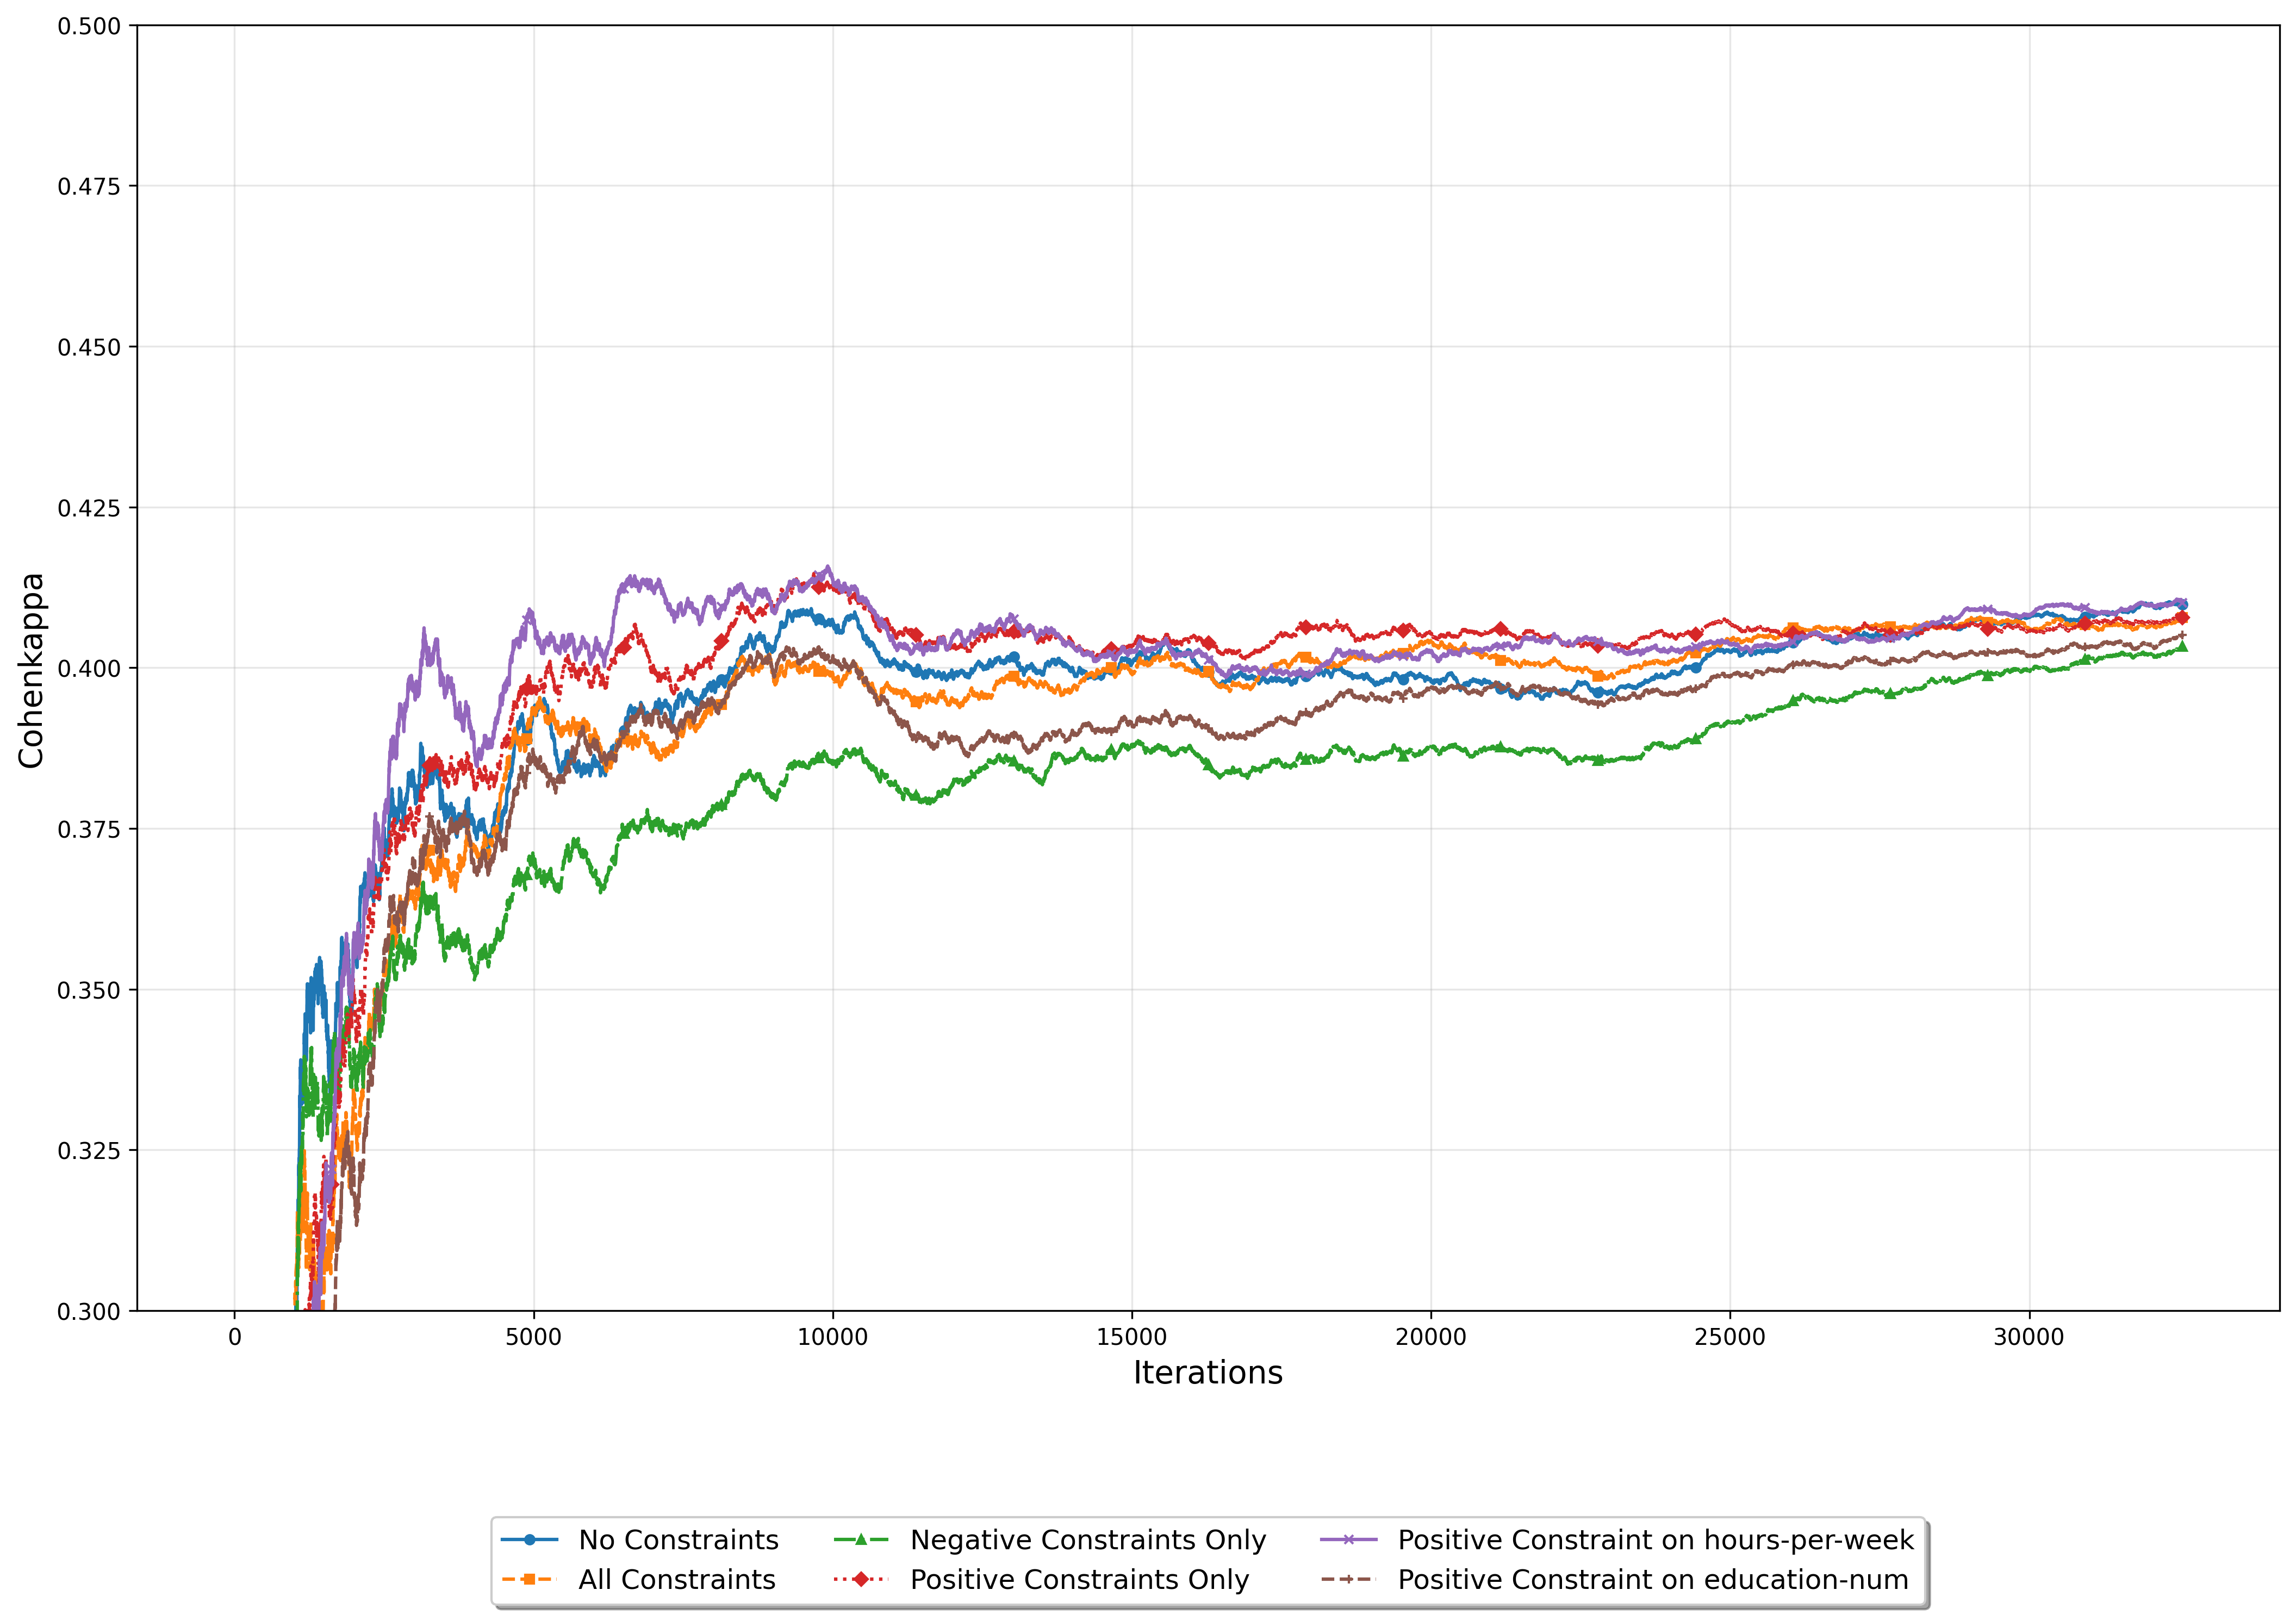 0.500
0.475
0.450
0.425
0.400
0.375
0.350
0.325
0.300
Cohenkappa
0 5000 10000 15000 20000 25000 30000
Iterations
No Constraints Negative Constraints Only Positive Constraint on hours-per-week
All Constraints Positive Constraints Only Positive Constraint on education-num